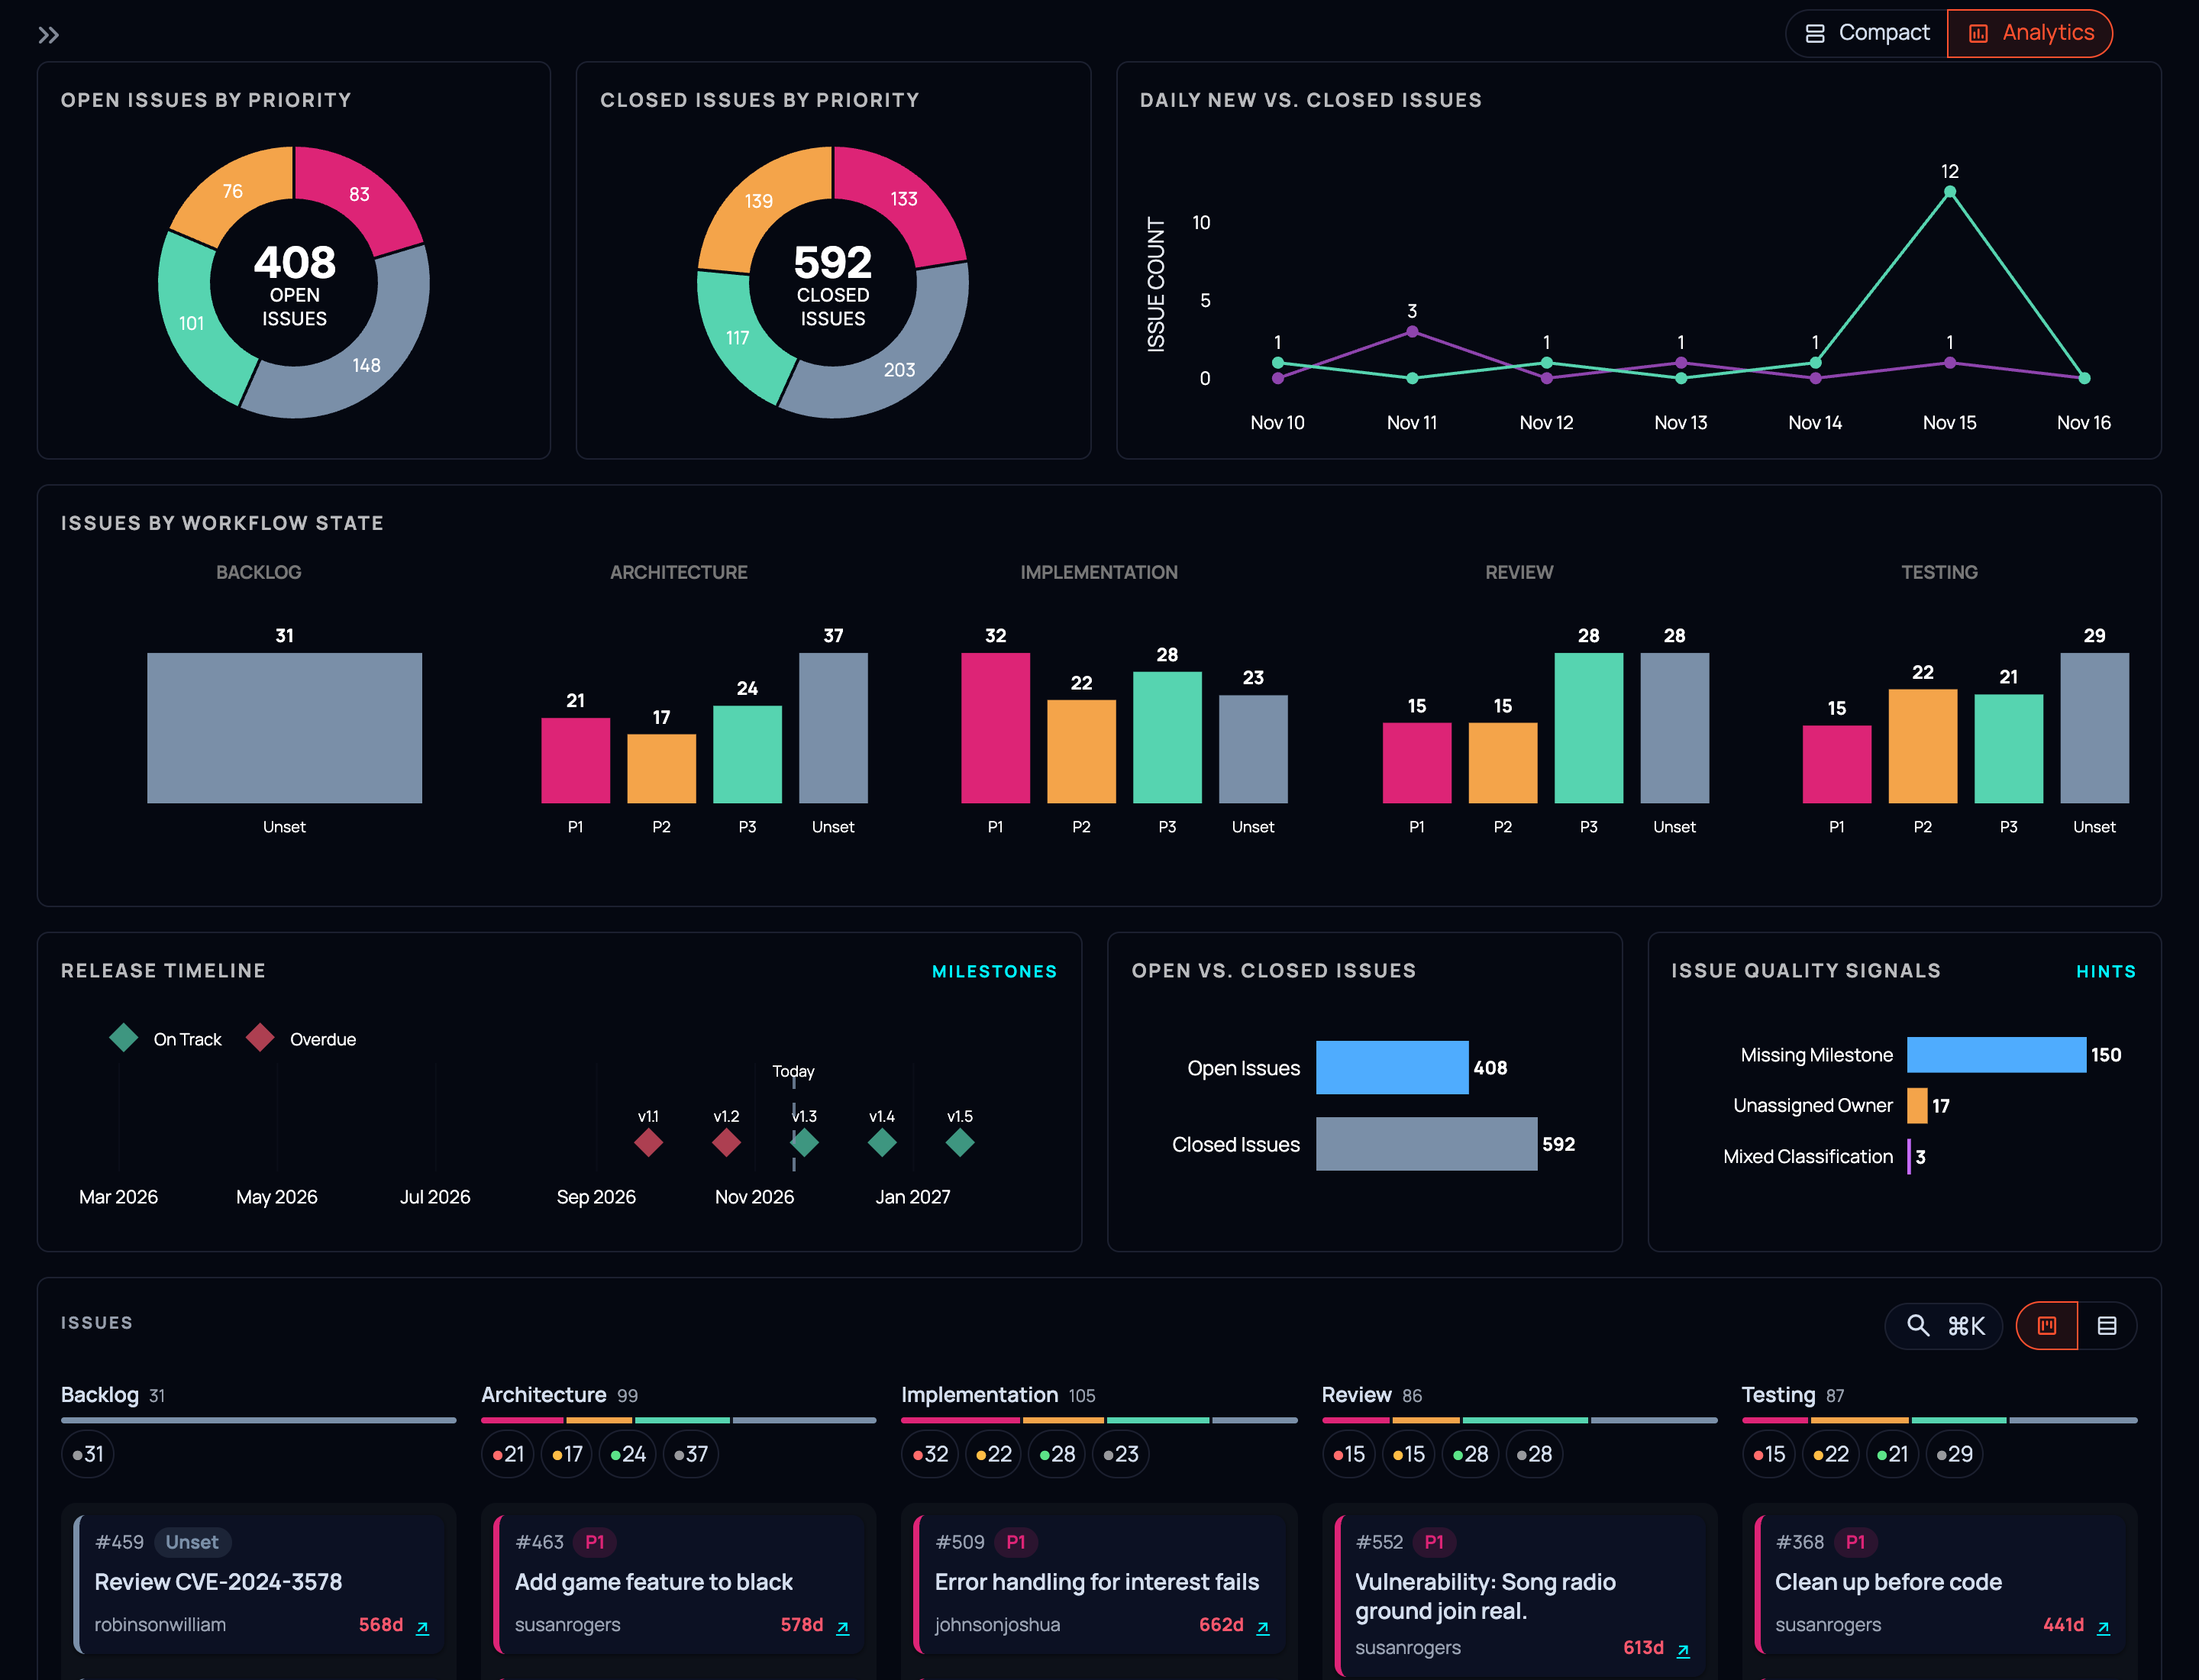 Compact
Analytics
OPEN ISSUES BY PRIORITY
76
83
408
OPEN
ISSUES
101
148
CLOSED ISSUES BY PRIORITY
139
133
592
CLOSED
ISSUES
117
203
DAILY NEW VS. CLOSED ISSUES
ISSUE COUNT
10
5
0
1
3
1
1
1
12
1
Nov 10
Nov 11
Nov 12
Nov 13
Nov 14
Nov 15
Nov 16
ISSUES BY WORKFLOW STATE
BACKLOG
31
Unset
ARCHITECTURE
21
17
24
37
P1
P2
P3
Unset
IMPLEMENTATION
32
22
28
23
P1
P2
P3
Unset
REVIEW
15
15
28
28
P1
P2
P3
Unset
TESTING
15
22
21
29
P1
P2
P3
Unset
RELEASE TIMELINE
MILESTONES
On Track
Overdue
Today
v1.1
v1.2
v1.3
v1.4
v1.5
Mar 2026
May 2026
Jul 2026
Sep 2026
Nov 2026
Jan 2027
OPEN VS. CLOSED ISSUES
Open Issues
408
Closed Issues
592
ISSUE QUALITY SIGNALS
HINTS
Missing Milestone
150
Unassigned Owner
17
Mixed Classification
3
ISSUES
⌘K
Backlog 31
31
#459 Unset
Review CVE-2024-3578
robinsonwilliam
568d
Architecture 99
21
17
24
37
#463 P1
Add game feature to black
susanrogers
578d
Implementation 105
32
22
28
23
#509 P1
Error handling for interest fails
johnsonjoshua
662d
Review 86
15
15
28
28
#552 P1
Vulnerability: Song radio
ground join real.
susanrogers
613d
Testing 87
15
22
21
29
#368 P1
Clean up before code
susanrogers
441d